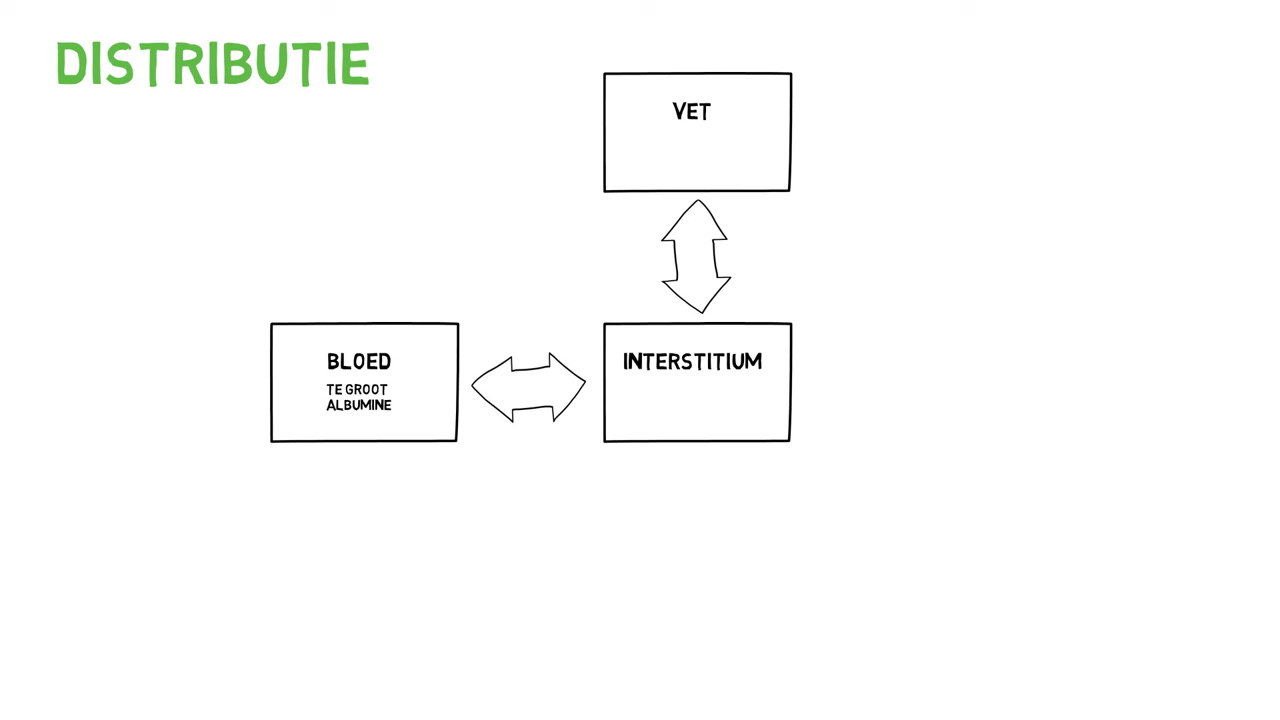 DISTRIBUTIE
VET
BLOED
TE GROOT
ALBUMINE
INTERSTITIUM